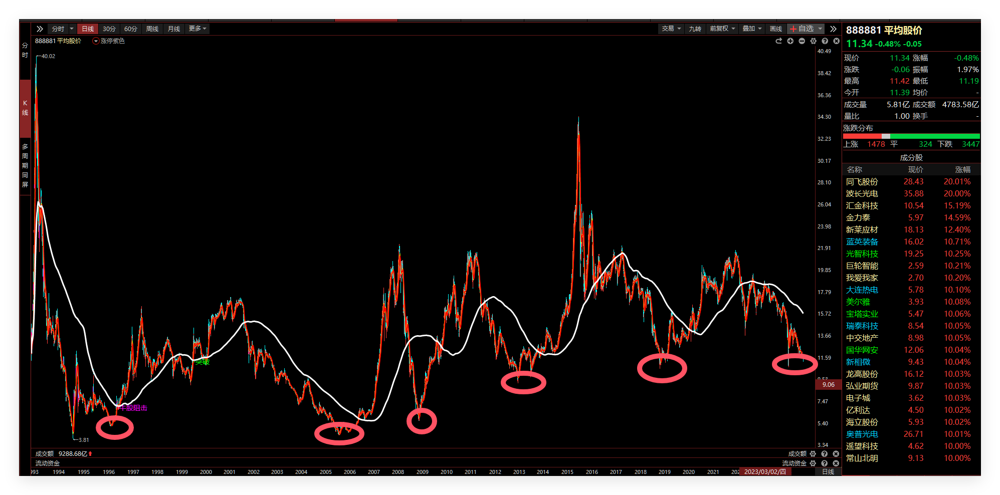 分时 日线 30分 60分 周线 月线 更多
交易 九转 前复权 叠加 画线 +自选
888881 平均股价 涨停紫色
分时
K线
多周期同屏
40.02
突破
牛股阻击
3.81
40.49
38.42
36.36
34.30
32.23
30.17
28.10
26.04
23.98
21.91
19.85
17.79
15.72
13.66
11.59
9.06
7.47
5.40
3.34
成交额 9288.68亿
成交额
流动资金
流动资金
993 1994 1995 1996 1997 1998 1999 2000 2001 2002 2003 2004 2005 2006 2007 2008 2009 2010 2011 2012 2013 2014 2015 2016 2017 2018 2019 2020 2021 202 2023/03/02/四 日线
888881 平均股价
11.34 -0.48% -0.05
现价 11.34 涨幅 -0.48%
涨跌 -0.06 振幅 1.97%
最高 11.42 最低 11.19
今开 11.39 均价 -
成交量 5.81亿 成交额 4783.58亿
量比 1.00 换手 -
涨跌分布
上涨 1478 平 324 下跌 3447
成分股
名称 现价 涨幅
同飞股份 28.43 20.01%
波长光电 35.88 20.00%
汇金科技 10.54 15.19%
金力泰 5.97 14.59%
新莱应材 18.13 12.40%
蓝英装备 16.02 10.71%
光智科技 19.25 10.25%
巨轮智能 2.59 10.21%
我爱我家 2.70 10.20%
大连热电 5.78 10.10%
美尔雅 3.93 10.08%
宝塔实业 5.47 10.06%
瑞泰科技 8.54 10.05%
中交地产 8.98 10.05%
国华网安 12.06 10.04%
新相微 9.43 10.04%
龙高股份 16.12 10.03%
弘业期货 9.87 10.03%
电子城 3.62 10.03%
亿利达 4.50 10.02%
海立股份 5.93 10.02%
奥普光电 26.71 10.01%
遥望科技 4.62 10.00%
常山北明 9.13 10.00%